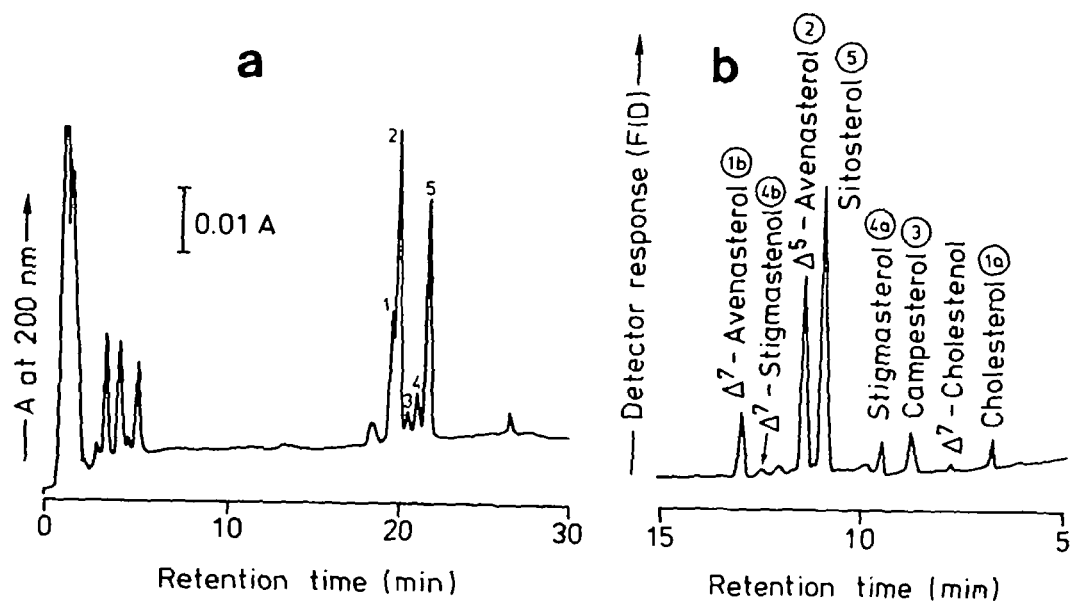 a
A at 200 nm
0.01 A
1
2
3
4
5
0
10
20
30
Retention time (min)
b
Detector response (FID)
Δ7 - Avenasterol 1b
Δ7 - Stigmastenol 4b
Δ5 - Avenasterol 2
Sitosterol 5
Stigmasterol 4a
Campesterol 3
Δ7 - Cholestenol
Cholesterol 1a
15
10
5
Retention time (min)